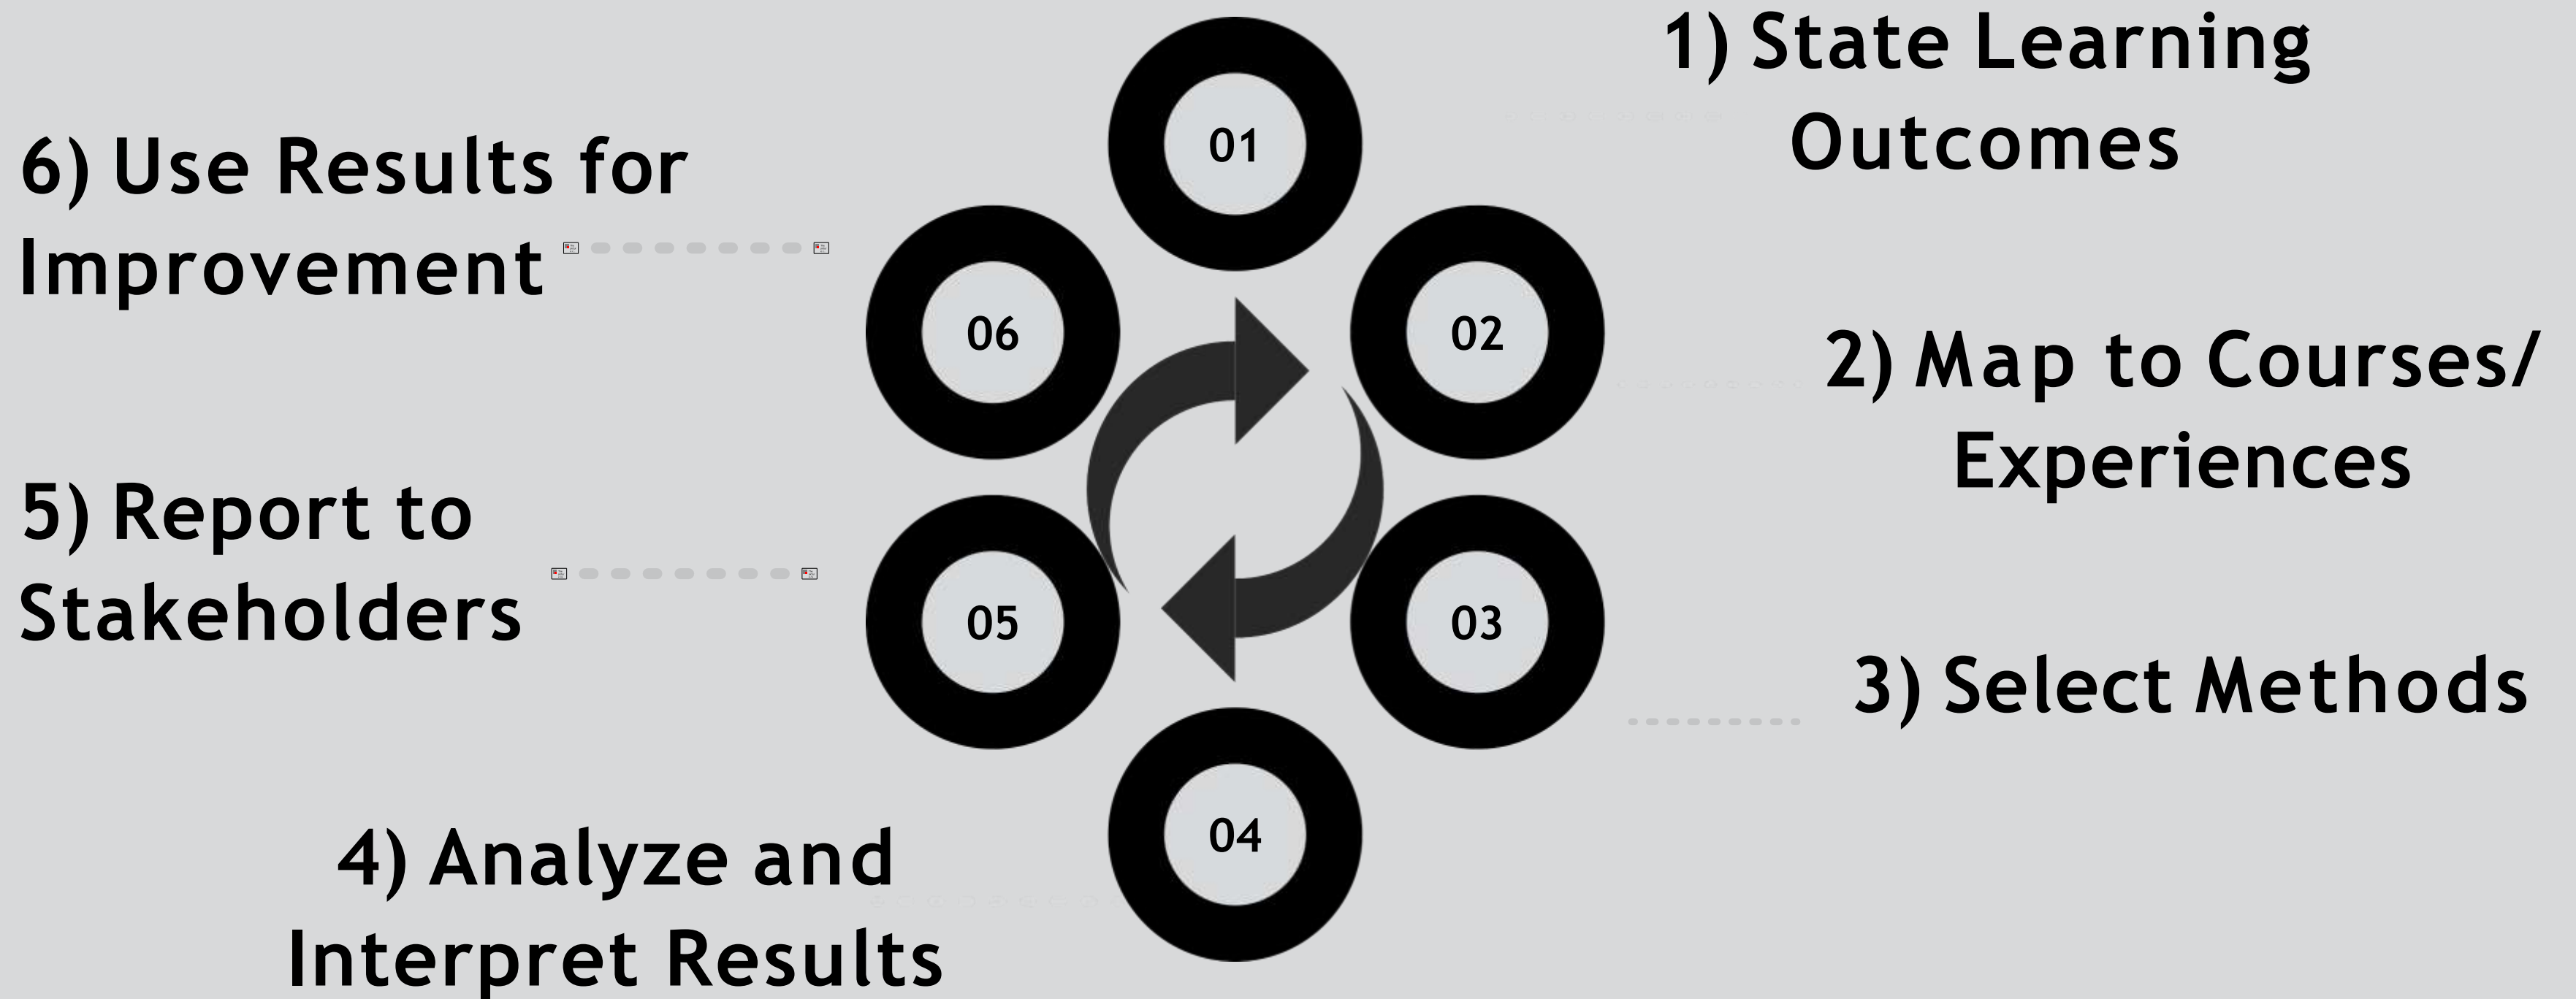 1) State Learning
Outcomes
2) Map to Courses/
Experiences
3) Select Methods
4) Analyze and
Interpret Results
5) Report to
Stakeholders
6) Use Results for
Improvement
01
02
03
04
05
06